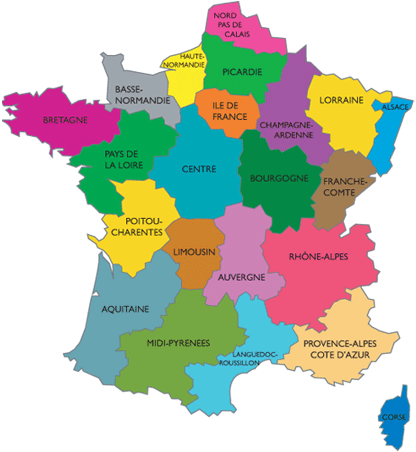 NORD
PAS DE
CALAIS
HAUTE-
NORMANDIE
PICARDIE
BASSE-
NORMANDIE
ILE DE
FRANCE
CHAMPAGNE-
ARDENNE
LORRAINE
ALSACE
BRETAGNE
PAYS DE
LA LOIRE
CENTRE
BOURGOGNE
FRANCHE-
COMTE
POITOU-
CHARENTES
LIMOUSIN
AUVERGNE
RHÔNE-ALPES
AQUITAINE
MIDI-PYRENEES
LANGUEDOC-
ROUSSILLON
PROVENCE-ALPES
COTE D'AZUR
CORSE